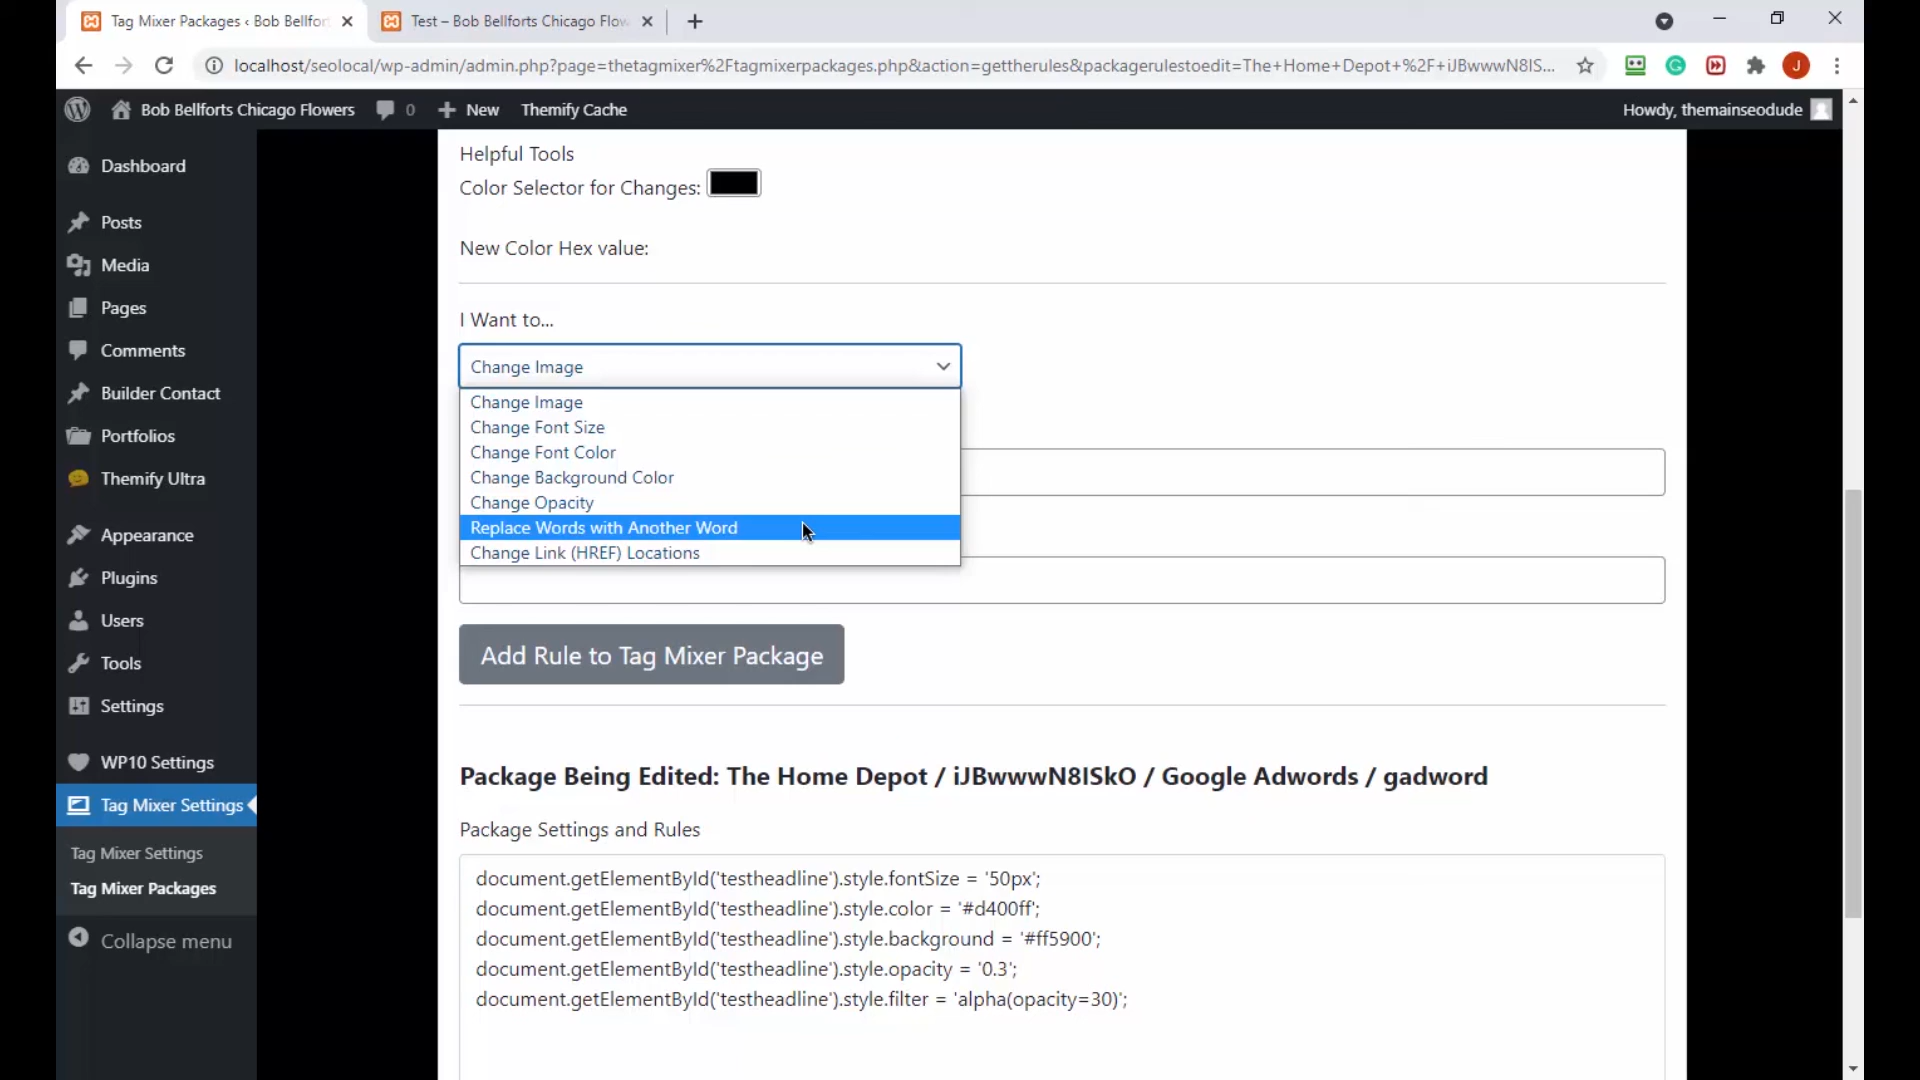 Tag Mixer Packages ‹ Bob Bellfor
Test – Bob Bellforts Chicago Flow
localhost/seolocal/wp-admin/admin.php?page=thetagmixer%2Ftagmixerpackages.php&action=gettherules&packagerulestoedit=The+Home+Depot+%2F+iJBwwwN8IS...
J
Bob Bellforts Chicago Flowers
0
New
Themify Cache
Howdy, themainseodude
Dashboard
Posts
Media
Pages
Comments
Builder Contact
Portfolios
Themify Ultra
Appearance
Plugins
Users
Tools
Settings
WP10 Settings
Tag Mixer Settings
Tag Mixer Settings
Tag Mixer Packages
Collapse menu
Helpful Tools
Color Selector for Changes:
New Color Hex value:
I Want to...
Change Image
Change Image
Change Font Size
Change Font Color
Change Background Color
Change Opacity
Replace Words with Another Word
Change Link (HREF) Locations
Add Rule to Tag Mixer Package
Package Being Edited: The Home Depot / iJBwwwN8ISkO / Google Adwords / gadword
Package Settings and Rules
document.getElementById('testheadline').style.fontSize = '50px';
document.getElementById('testheadline').style.color = '#d400ff';
document.getElementById('testheadline').style.background = '#ff5900';
document.getElementById('testheadline').style.opacity = '0.3';
document.getElementById('testheadline').style.filter = 'alpha(opacity=30)';